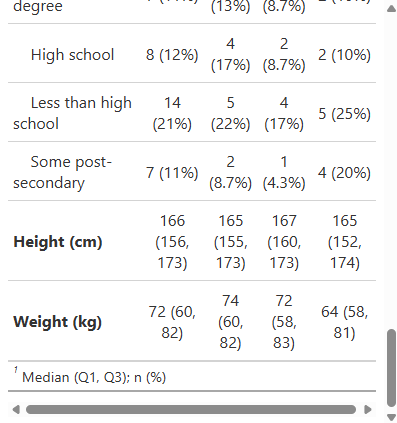 degree (13%) (8.7%)
4 2
High school 8 (12%) 2 (10%)
(17%) (8.7%)
Less than high 14 5 4
5 (25%)
school (21%) (22%) (17%)
Some post- 2 1
7 (11%) 4 (20%)
secondary (8.7%) (4.3%)
166 165 167 165
Height (cm) (156, (155, (160, (152,
173) 173) 173) 174)
74 72
72 (60, 64 (58,
Weight (kg) (60, (58,
82) 81)
82) 83)
1 Median (Q1, Q3); n (%)